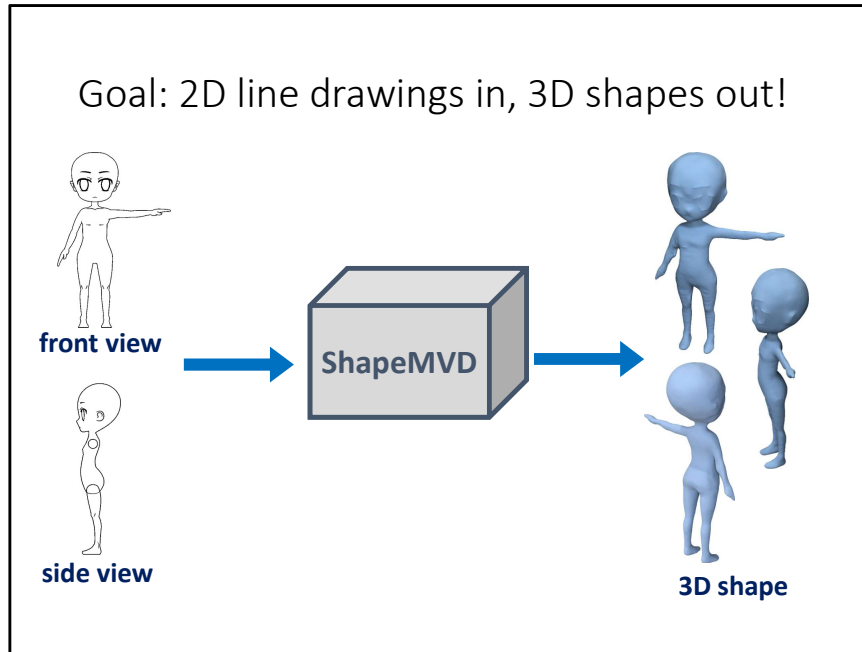 Goal: 2D line drawings in, 3D shapes out!
front view
ShapeMVD
side view
3D shape